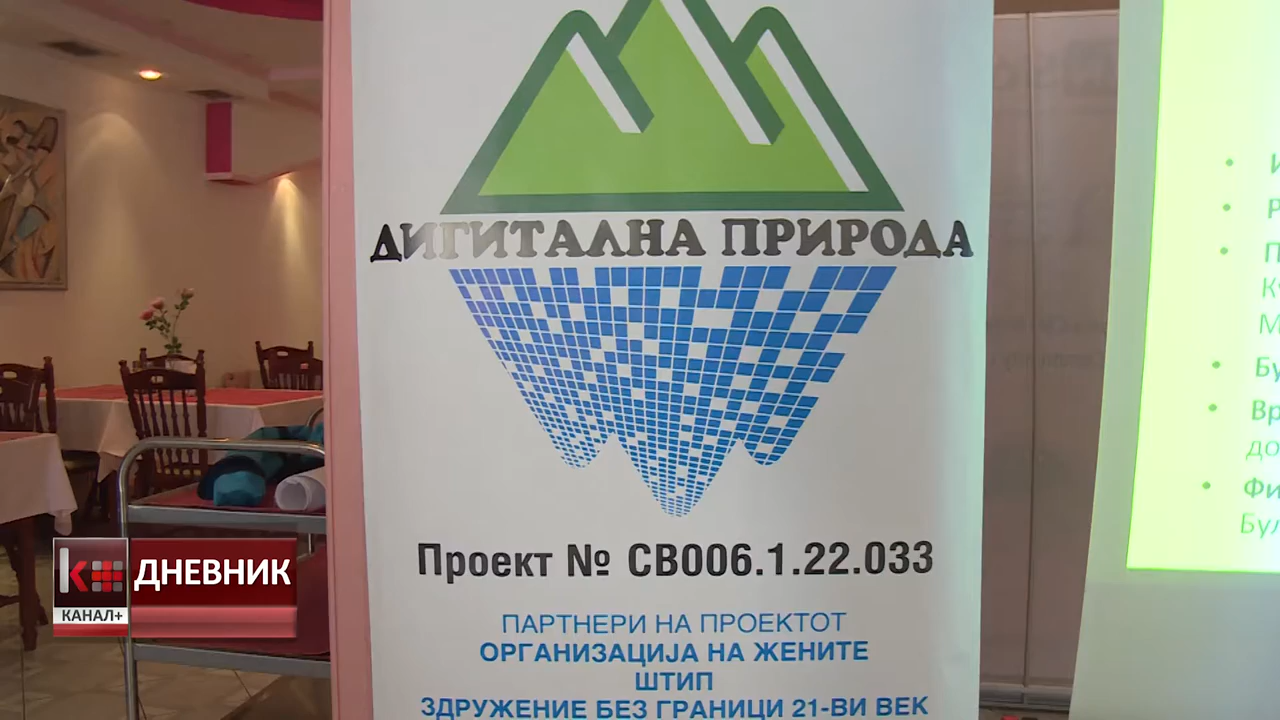 ДИГИТАЛНА ПРИРОДА
Проект № CB006.1.22.033
ПАРТНЕРИ НА ПРОЕКТОТ
ОРГАНИЗАЦИЈА НА ЖЕНИТЕ
ШТИП
ЗДРУЖЕНИЕ БЕЗ ГРАНИЦИ 21-ВИ ВЕК
ДНЕВНИК
КАНАЛ+